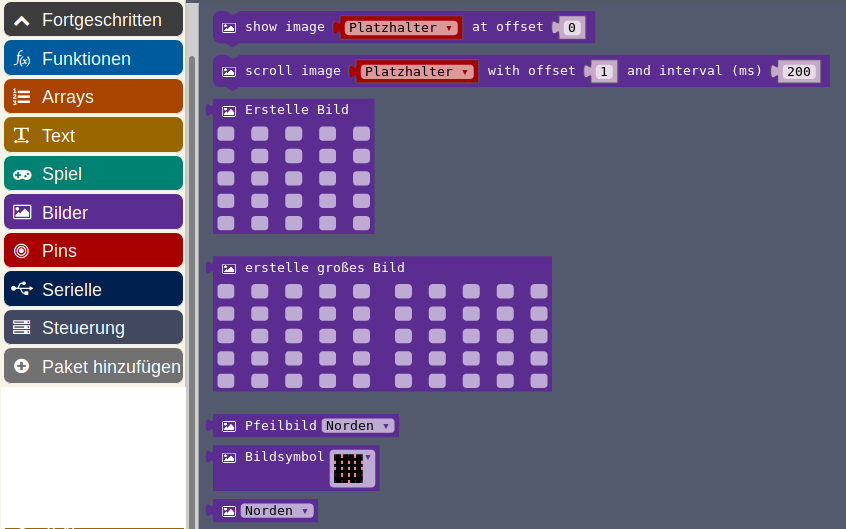 Fortgeschritten
Funktionen
Arrays
Text
Spiel
Bilder
Pins
Serielle
Steuerung
Paket hinzufügen
show image Platzhalter at offset 0
scroll image Platzhalter with offset 1 and interval (ms) 200
Erstelle Bild
erstelle großes Bild
Pfeilbild Norden
Bildsymbol
Norden